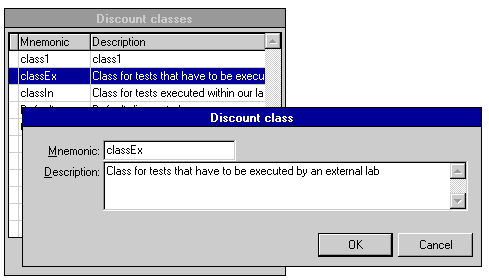 Discount classes
Mnemonic Description
class1 class1
classEx Class for tests that have to be execu
classIn Class for tests executed within our la
Discount class
Mnemonic: classEx
Description: Class for tests that have to be executed by an external lab
OK Cancel